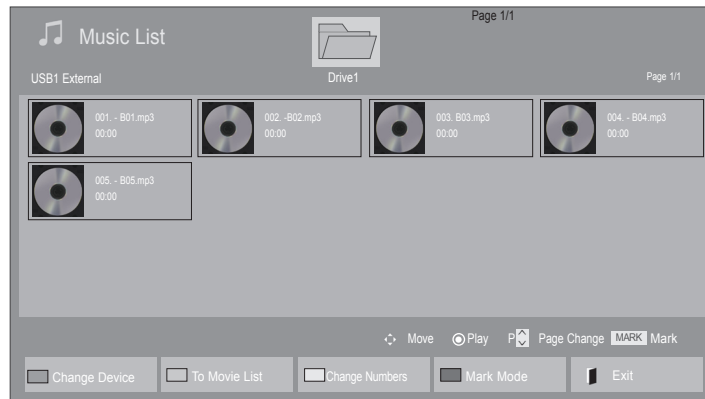 Page 1/1
Music List
USB1 External
Drive1
Page 1/1
001. - B01.mp3
00:00
002. -B02.mp3
00:00
003. B03.mp3
00:00
004. - B04.mp3
00:00
005. - B05.mp3
00:00
Move Play P Page Change MARK Mark
Change Device To Movie List Change Numbers Mark Mode Exit